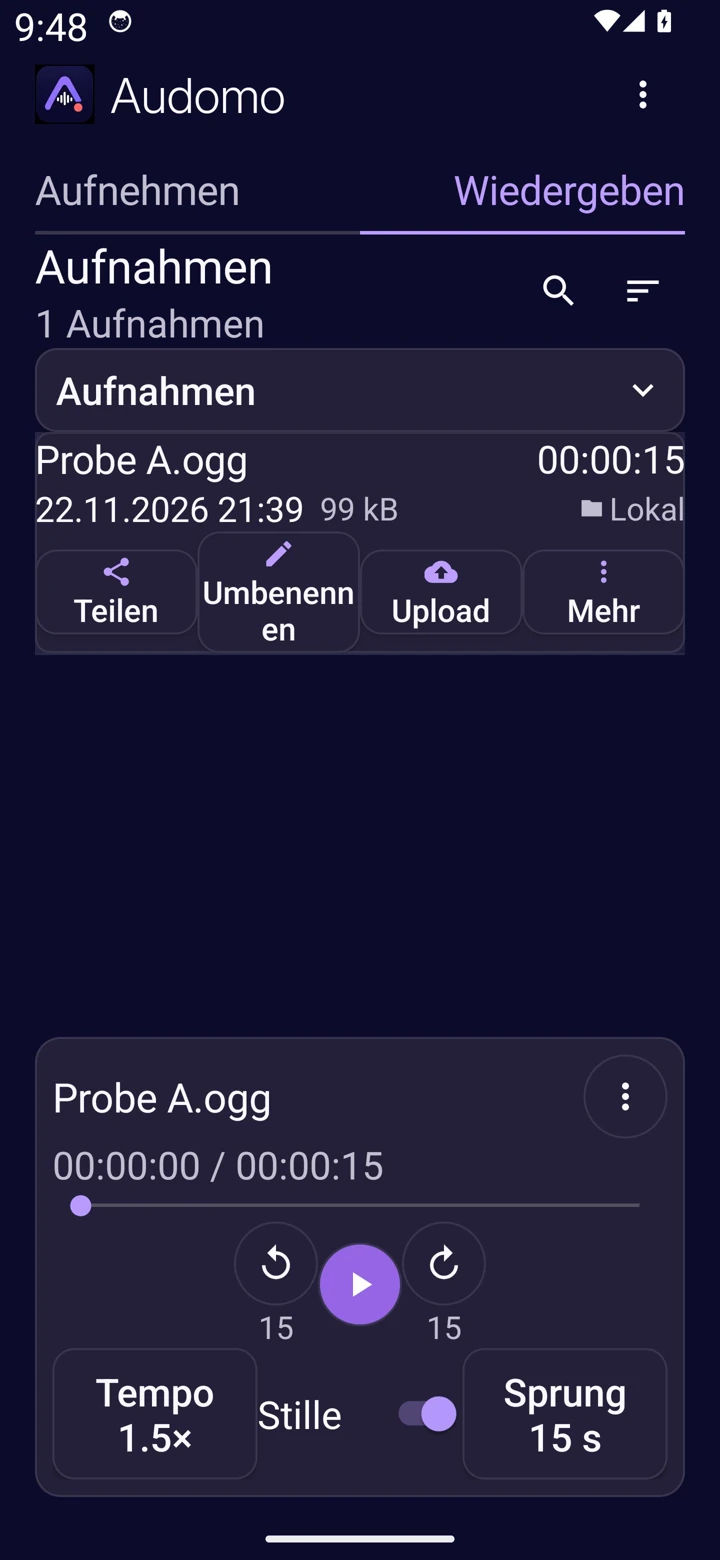 9:48
Audomo
Aufnehmen Wiedergeben
Aufnahmen
1 Aufnahmen
Aufnahmen
Probe A.ogg 00:00:15
22.11.2026 21:39 99 kB Lokal
Teilen
Umbenenn
en
Upload
Mehr
Probe A.ogg
00:00:00 / 00:00:15
15 15
Tempo
1.5×
Stille
Sprung
15 s